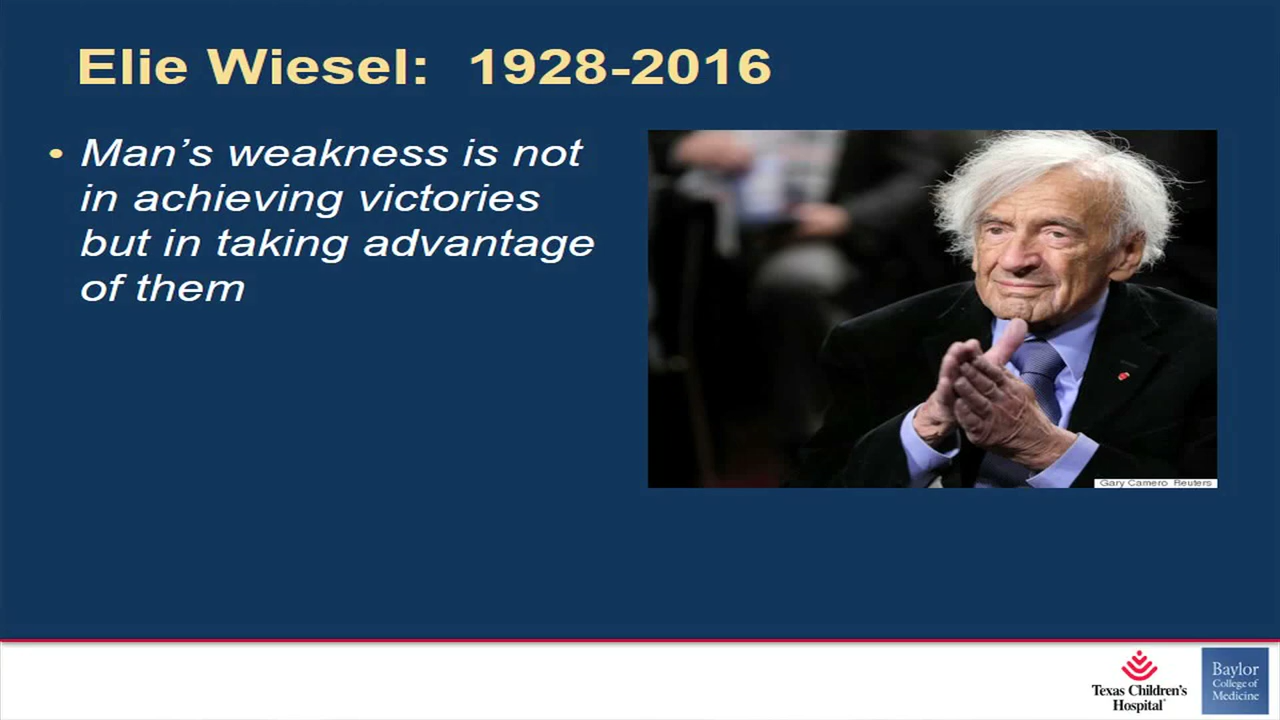 Elie Wiesel: 1928-2016
• Man's weakness is not
in achieving victories
but in taking advantage
of them
Gary Camero Reuters
Texas Children's
Hospital
Baylor
College of
Medicine